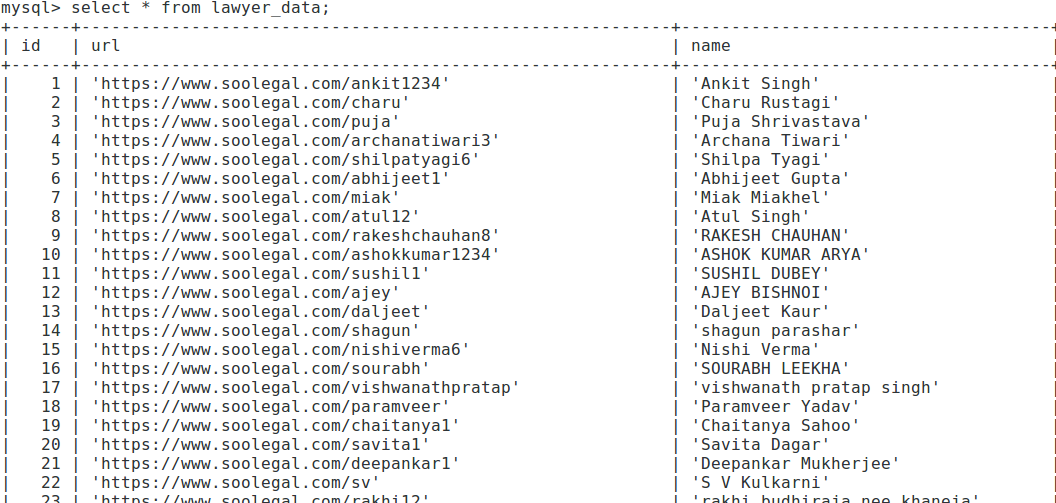 mysql> select * from lawyer_data;
+------+-----------------------------------------------------------+-------------------------------------+
| id   | url                                                       | name                                |
+------+-----------------------------------------------------------+-------------------------------------+
|    1 | 'https://www.soolegal.com/ankit1234'                      | 'Ankit Singh'                       |
|    2 | 'https://www.soolegal.com/charu'                          | 'Charu Rustagi'                     |
|    3 | 'https://www.soolegal.com/puja'                           | 'Puja Shrivastava'                  |
|    4 | 'https://www.soolegal.com/archanatiwari3'                 | 'Archana Tiwari'                    |
|    5 | 'https://www.soolegal.com/shilpatyagi6'                   | 'Shilpa Tyagi'                      |
|    6 | 'https://www.soolegal.com/abhijeet1'                      | 'Abhijeet Gupta'                    |
|    7 | 'https://www.soolegal.com/miak'                           | 'Miak Miakhel'                      |
|    8 | 'https://www.soolegal.com/atul12'                         | 'Atul Singh'                        |
|    9 | 'https://www.soolegal.com/rakeshchauhan8'                 | 'RAKESH CHAUHAN'                    |
|   10 | 'https://www.soolegal.com/ashokkumar1234'                 | 'ASHOK KUMAR ARYA'                  |
|   11 | 'https://www.soolegal.com/sushil1'                        | 'SUSHIL DUBEY'                      |
|   12 | 'https://www.soolegal.com/ajey'                           | 'AJEY BISHNOI'                      |
|   13 | 'https://www.soolegal.com/daljeet'                        | 'Daljeet Kaur'                      |
|   14 | 'https://www.soolegal.com/shagun'                         | 'shagun parashar'                   |
|   15 | 'https://www.soolegal.com/nishiverma6'                    | 'Nishi Verma'                       |
|   16 | 'https://www.soolegal.com/sourabh'                        | 'SOURABH LEEKHA'                    |
|   17 | 'https://www.soolegal.com/vishwanathpratap'               | 'vishwanath pratap singh'           |
|   18 | 'https://www.soolegal.com/paramveer'                      | 'Paramveer Yadav'                   |
|   19 | 'https://www.soolegal.com/chaitanya1'                     | 'Chaitanya Sahoo'                   |
|   20 | 'https://www.soolegal.com/savita1'                        | 'Savita Dagar'                      |
|   21 | 'https://www.soolegal.com/deepankar1'                     | 'Deepankar Mukherjee'               |
|   22 | 'https://www.soolegal.com/sv'                             | 'S V Kulkarni'                      |
|   23 | 'https://www.soolegal.com/rakhi12'                        | 'rakhi budhiraja nee khaneja'       |